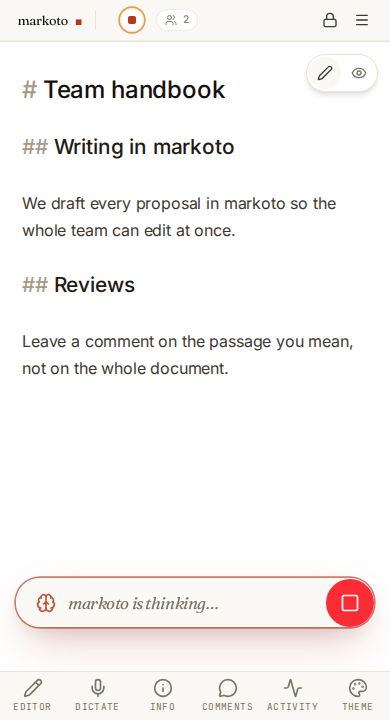 markoto
2
# Team handbook
## Writing in markoto
We draft every proposal in markoto so the
whole team can edit at once.
## Reviews
Leave a comment on the passage you mean,
not on the whole document.
markoto is thinking...
EDITOR DICTATE INFO COMMENTS ACTIVITY THEME